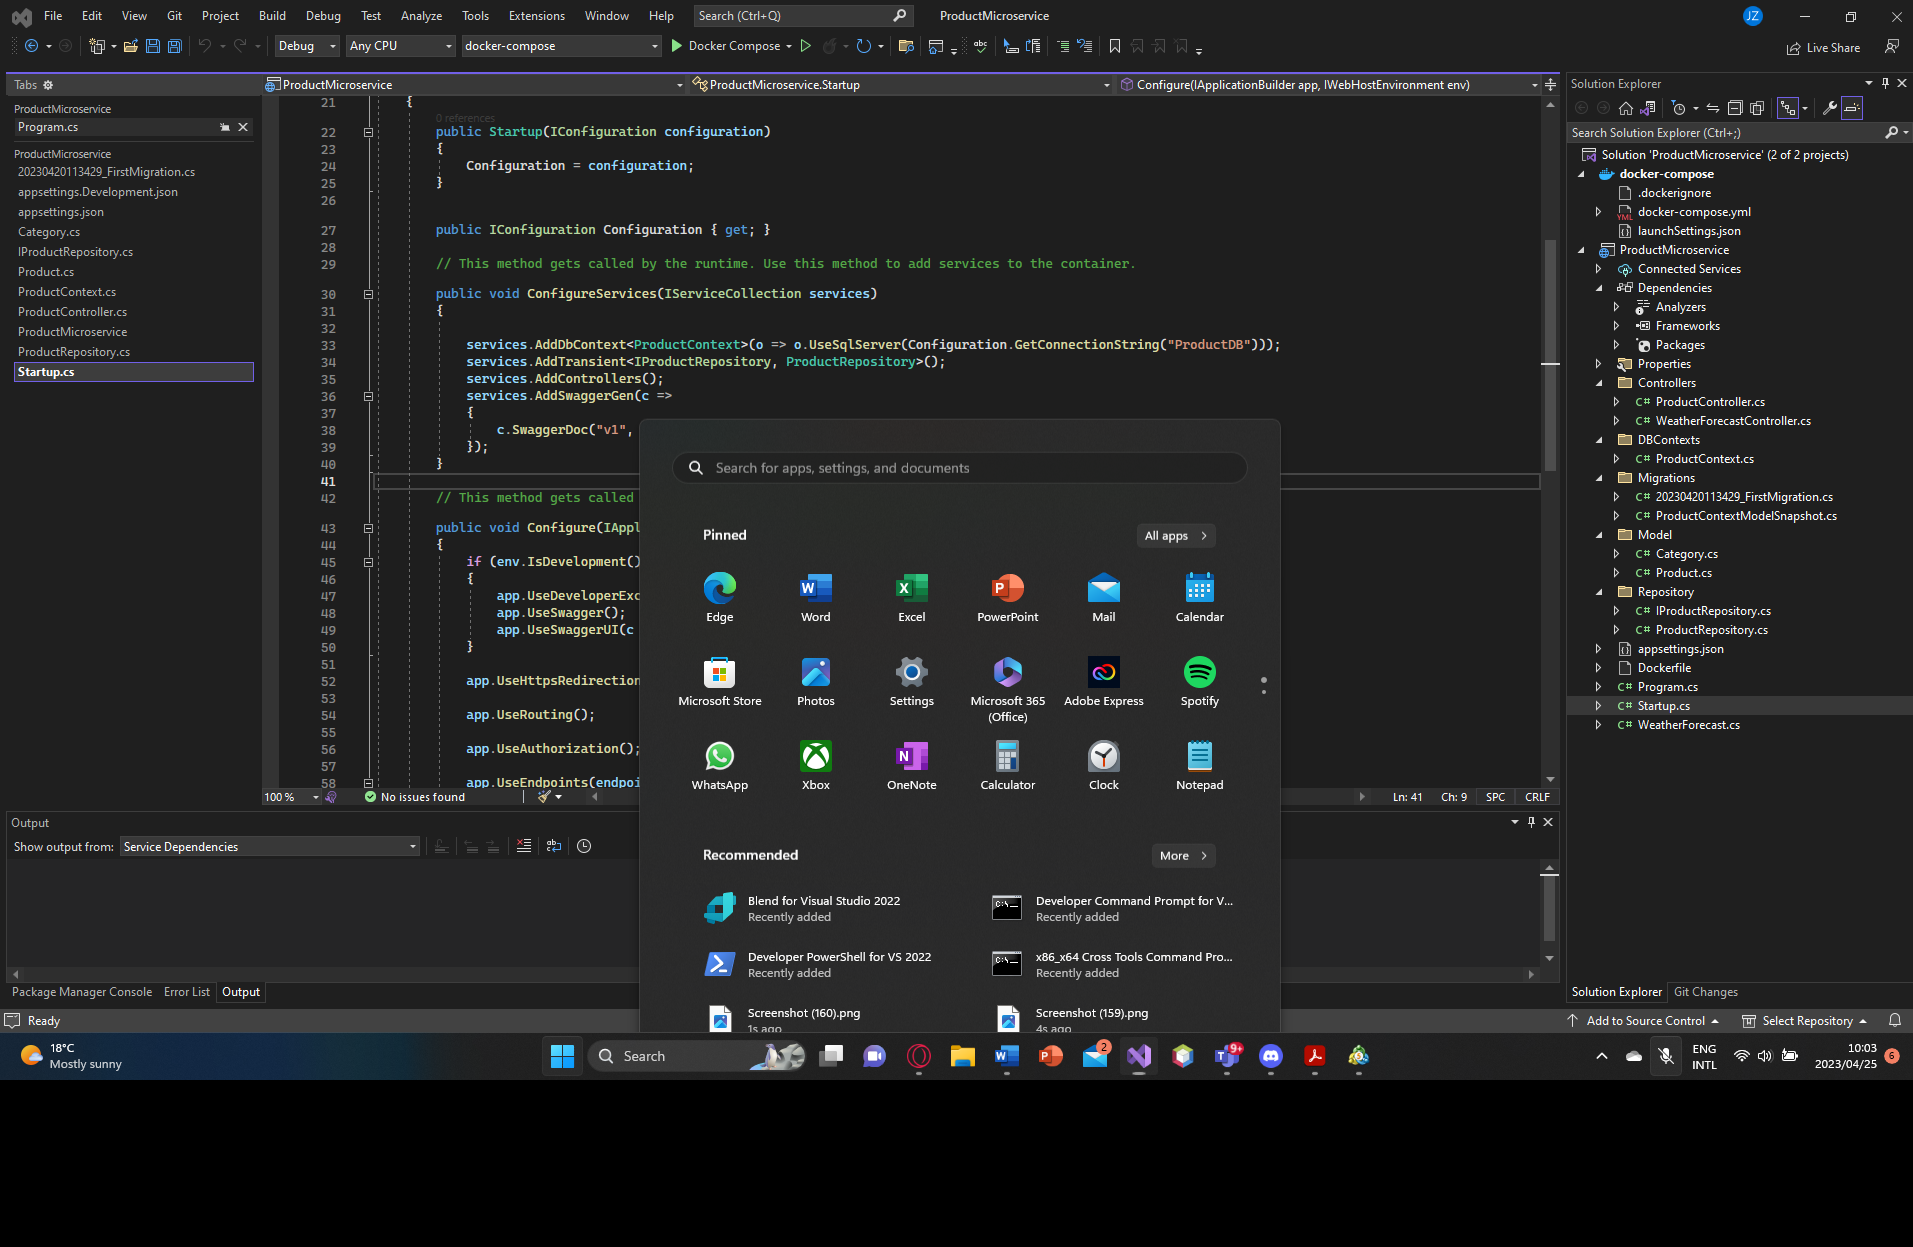 File Edit View Git Project Build Debug Test Analyze Tools Extensions Window Help Search (Ctrl+Q) ProductMicroservice JZ
Debug Any CPU docker-compose Docker Compose Live Share
Tabs
ProductMicroservice
Program.cs
ProductMicroservice
20230420113429_FirstMigration.cs
appsettings.Development.json
appsettings.json
Category.cs
IProductRepository.cs
Product.cs
ProductContext.cs
ProductController.cs
ProductMicroservice
ProductRepository.cs
Startup.cs
ProductMicroservice ProductMicroservice.Startup Configure(IApplicationBuilder app, IWebHostEnvironment env)
21 {
0 references
22 public Startup(IConfiguration configuration)
23 {
24 Configuration = configuration;
25 }
26
27 public IConfiguration Configuration { get; }
28
29 // This method gets called by the runtime. Use this method to add services to the container.
30 public void ConfigureServices(IServiceCollection services)
31 {
32
33 services.AddDbContext<ProductContext>(o => o.UseSqlServer(Configuration.GetConnectionString("ProductDB")));
34 services.AddTransient<IProductRepository, ProductRepository>();
35 services.AddControllers();
36 services.AddSwaggerGen(c =>
37 {
38 c.SwaggerDoc("v1",
39 });
40 }
41
42 // This method gets called
43 public void Configure(IAppl
44 {
45 if (env.IsDevelopment()
46 {
47 app.UseDeveloperExc
48 app.UseSwagger();
49 app.UseSwaggerUI(c
50 }
51
52 app.UseHttpsRedirection
53
54 app.UseRouting();
55
56 app.UseAuthorization();
57
58 app.UseEndpoints(endpoi
100 % No issues found Ln: 41 Ch: 9 SPC CRLF
Output
Show output from: Service Dependencies
Package Manager Console Error List Output
Ready
Solution Explorer
Search Solution Explorer (Ctrl+;)
Solution 'ProductMicroservice' (2 of 2 projects)
docker-compose
.dockerignore
YML docker-compose.yml
launchSettings.json
ProductMicroservice
Connected Services
Dependencies
Analyzers
Frameworks
Packages
Properties
Controllers
C# ProductController.cs
C# WeatherForecastController.cs
DBContexts
C# ProductContext.cs
Migrations
C# 20230420113429_FirstMigration.cs
C# ProductContextModelSnapshot.cs
Model
C# Category.cs
C# Product.cs
Repository
C# IProductRepository.cs
C# ProductRepository.cs
appsettings.json
Dockerfile
C# Program.cs
C# Startup.cs
C# WeatherForecast.cs
Solution Explorer Git Changes
Add to Source Control Select Repository
Search for apps, settings, and documents
Pinned All apps
Edge Word Excel PowerPoint Mail Calendar
Microsoft Store Photos Settings Microsoft 365 (Office) Adobe Express Spotify
WhatsApp Xbox OneNote Calculator Clock Notepad
Recommended More
Blend for Visual Studio 2022
Recently added
Developer Command Prompt for V...
Recently added
Developer PowerShell for VS 2022
Recently added
x86_x64 Cross Tools Command Pro...
Recently added
Screenshot (160).png
1s ago
Screenshot (159).png
4s ago
18°C
Mostly sunny
Search
2
9+
ENG
INTL
10:03
2023/04/25
6